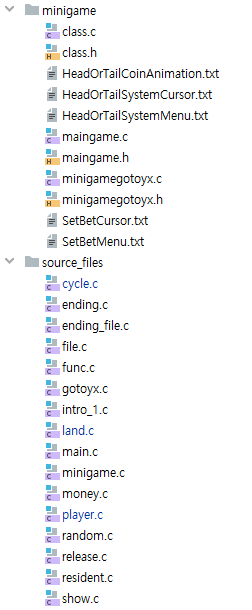 minigame
class.c
class.h
HeadOrTailCoinAnimation.txt
HeadOrTailSystemCursor.txt
HeadOrTailSystemMenu.txt
maingame.c
maingame.h
minigamegotoyx.c
minigamegotoyx.h
SetBetCursor.txt
SetBetMenu.txt
source_files
cycle.c
ending.c
ending_file.c
file.c
func.c
gotoyx.c
intro_1.c
land.c
main.c
minigame.c
money.c
player.c
random.c
release.c
resident.c
show.c